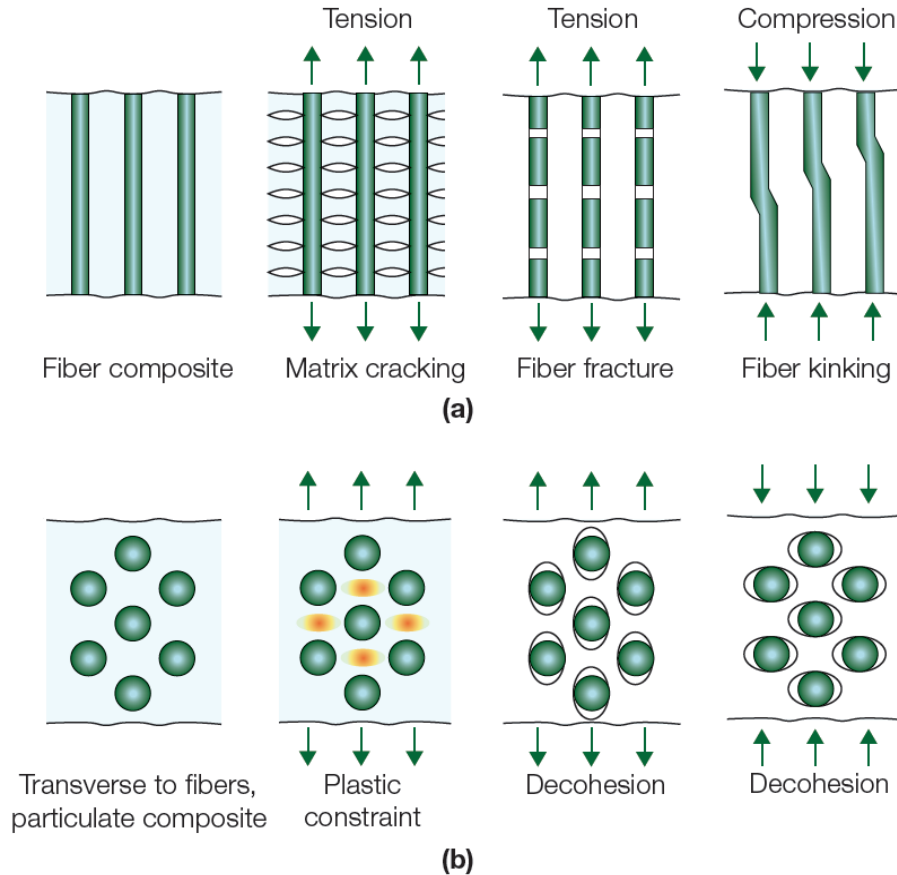 Tension
Tension
Compression
Fiber composite
Matrix cracking
Fiber fracture
Fiber kinking
(a)
Transverse to fibers,
particulate composite
Plastic
constraint
Decohesion
Decohesion
(b)